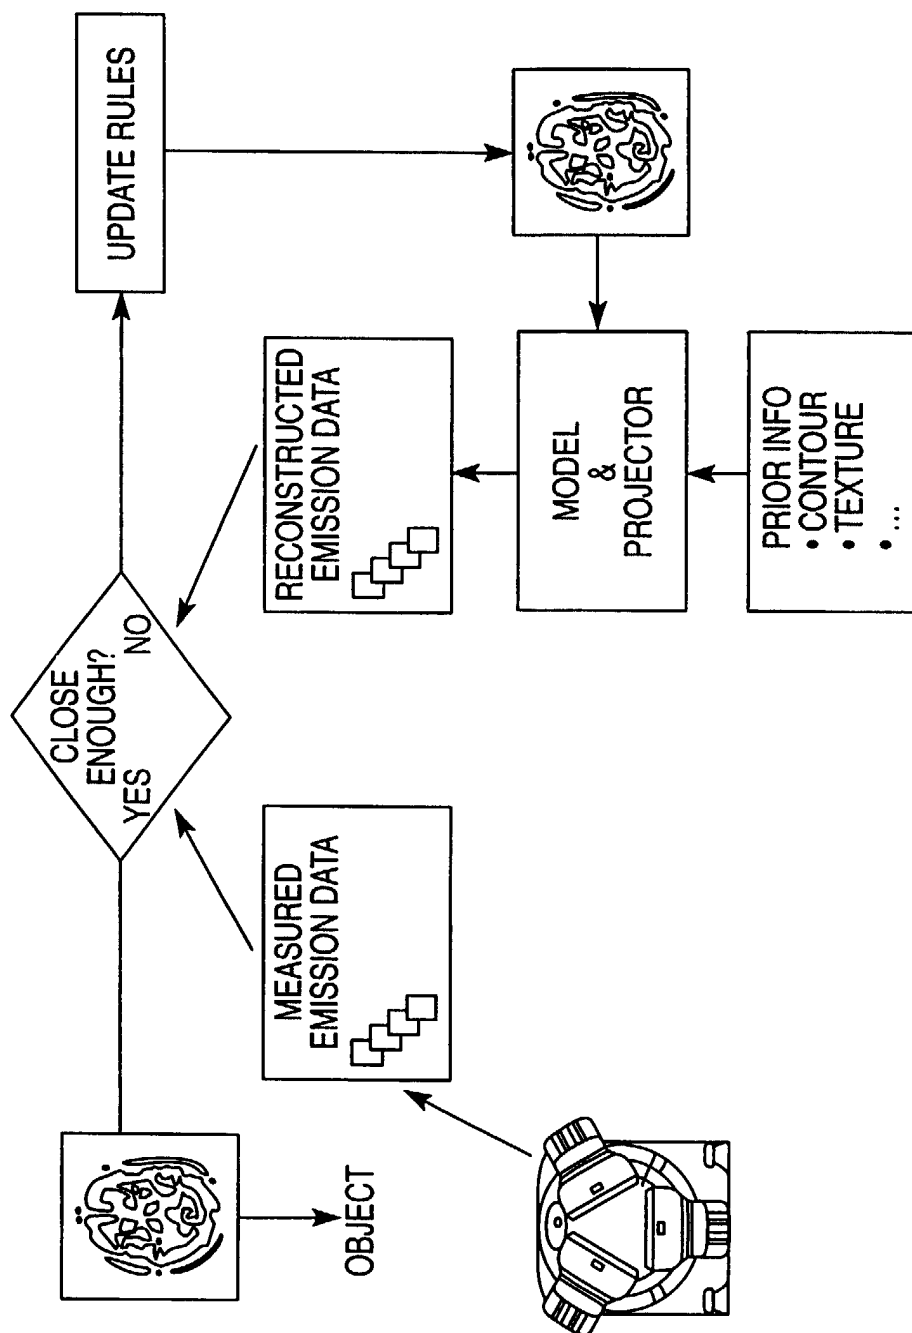 CLOSE
ENOUGH?
YES NO
UPDATE RULES
MEASURED
EMISSION DATA
RECONSTRUCTED
EMISSION DATA
OBJECT
MODEL
&
PROJECTOR
PRIOR INFO
• CONTOUR
• TEXTURE
• ...